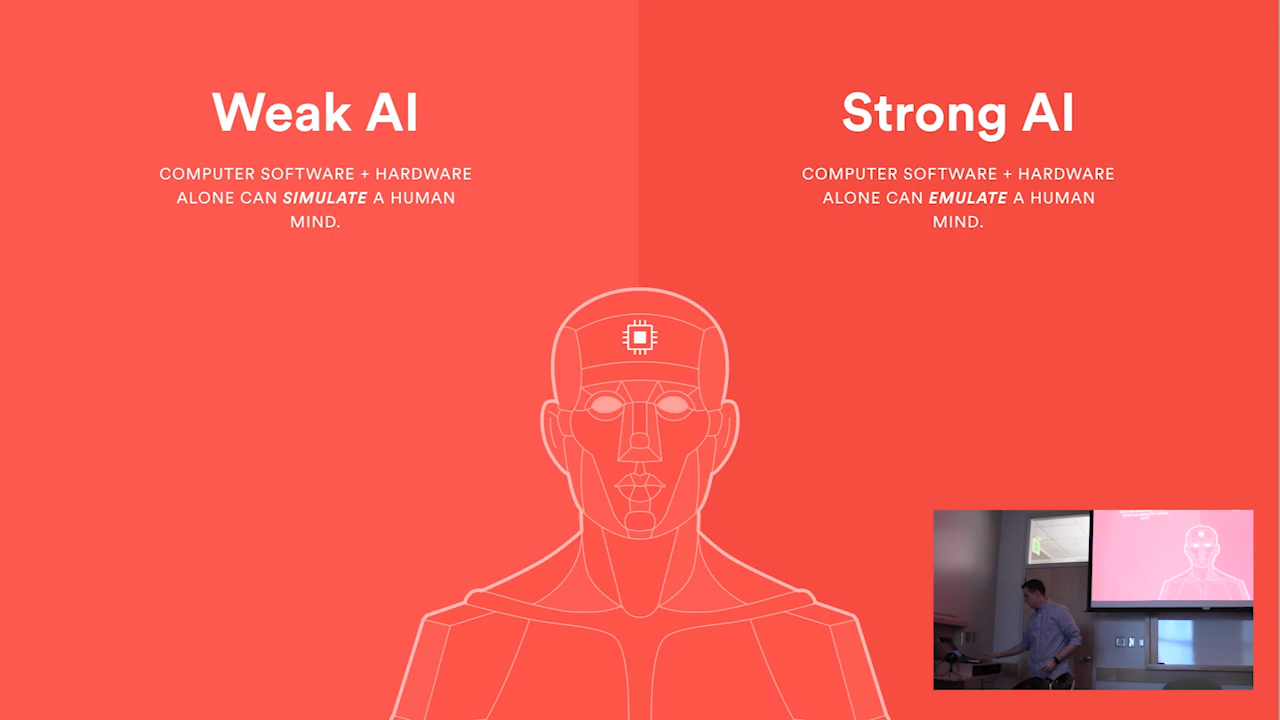 Weak AI
COMPUTER SOFTWARE + HARDWARE
ALONE CAN SIMULATE A HUMAN
MIND.
Strong AI
COMPUTER SOFTWARE + HARDWARE
ALONE CAN EMULATE A HUMAN
MIND.